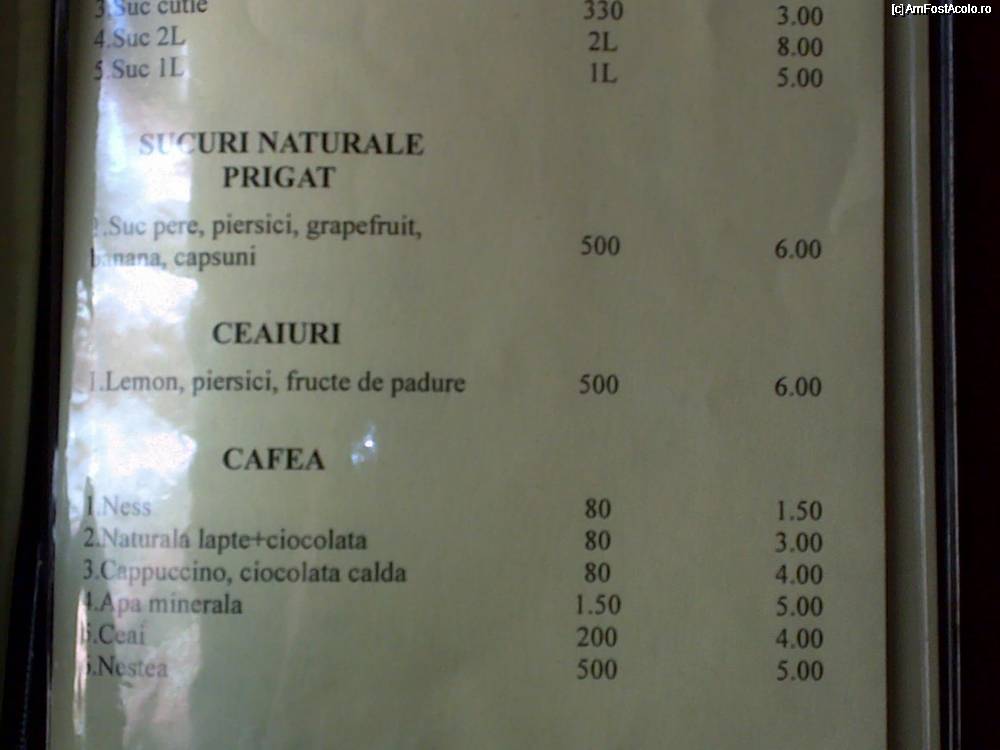 [c]AmFostAcolo.ro
3.Suc cutie 330 3.00
4.Suc 2L 2L 8.00
5.Suc 1L 1L 5.00
SUCURI NATURALE
PRIGAT
.Suc pere, piersici, grapefruit,
banana, capsuni 500 6.00
CEAIURI
1.Lemon, piersici, fructe de padure 500 6.00
CAFEA
1.Ness 80 1.50
2.Naturala lapte+ciocolata 80 3.00
3.Cappuccino, ciocolata calda 80 4.00
4.Apa minerala 1.50 5.00
5.Ceai 200 4.00
6.Nestea 500 5.00